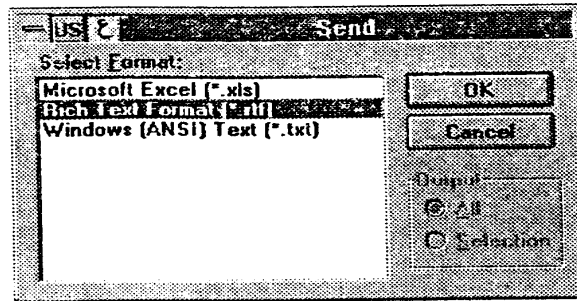 US ع Send
Select Format:
Microsoft Excel (*.xls)
Rich Text Format (*.rtf)
Windows (ANSI) Text (*.txt)
OK
Cancel
Output
All
Selection